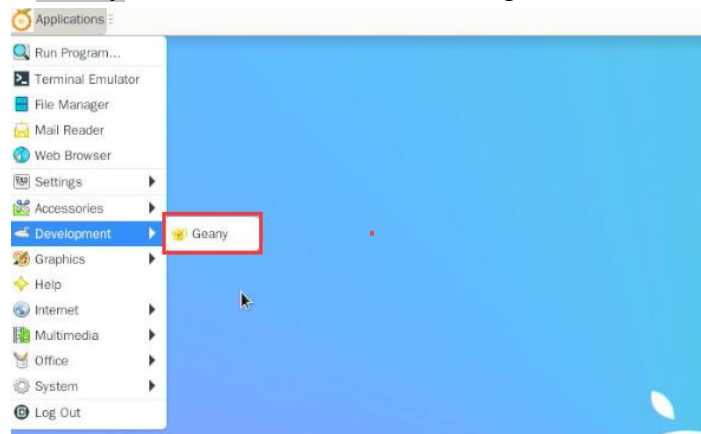 Applications
Run Program...
Terminal Emulator
File Manager
Mail Reader
Web Browser
Settings
Accessories
Development
Geany
Graphics
Help
Internet
Multimedia
Office
System
Log Out